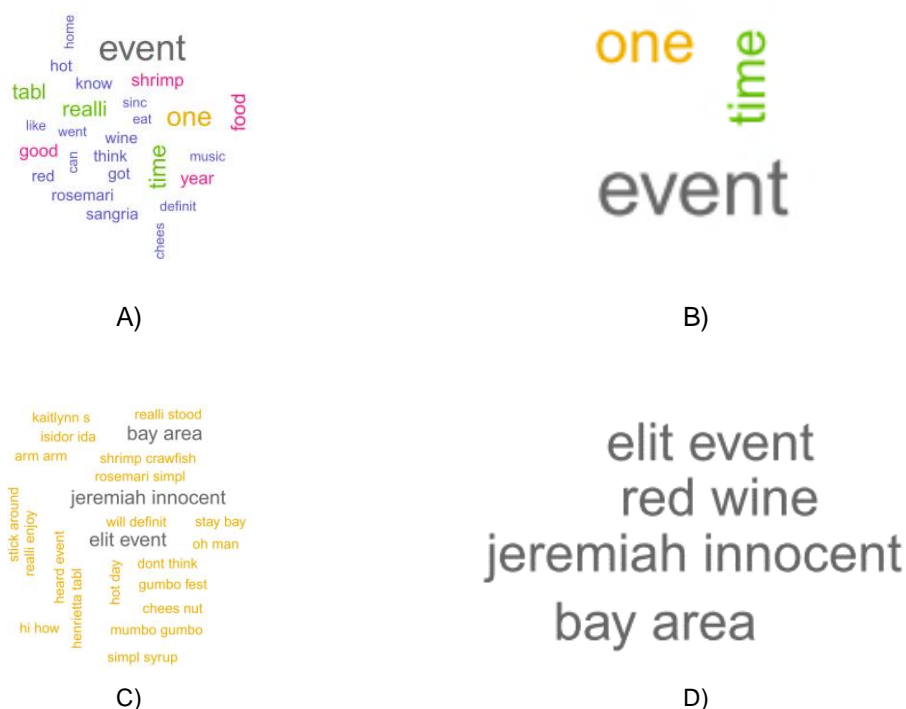 home
event
hot
know
shrimp
tabl
realli
sinc
eat
one
food
like
went
wine
good
can
think
time
music
red
got
year
rosemari
sangria
definit
chees
A)
one
time
event
B)
kaitlynn s
realli stood
isidor ida
bay area
arm arm
shrimp crawfish
rosemari simpl
jeremiah innocent
stick around
realli enjoy
will definit
stay bay
elit event
oh man
heard event
henrietta tabl
hot day
dont think
gumbo fest
chees nut
hi how
mumbo gumbo
simpl syrup
C)
elit event
red wine
jeremiah innocent
bay area
D)